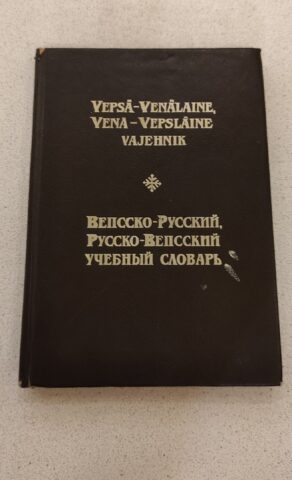 VEPSÄ-VENÄLAINE,
VENA-VEPSLÄINE
VAJEHNIK
ВЕПССКО-РУССКИЙ,
РУССКО-ВЕПССКИЙ
УЧЕБНЫЙ СЛОВАРЬ